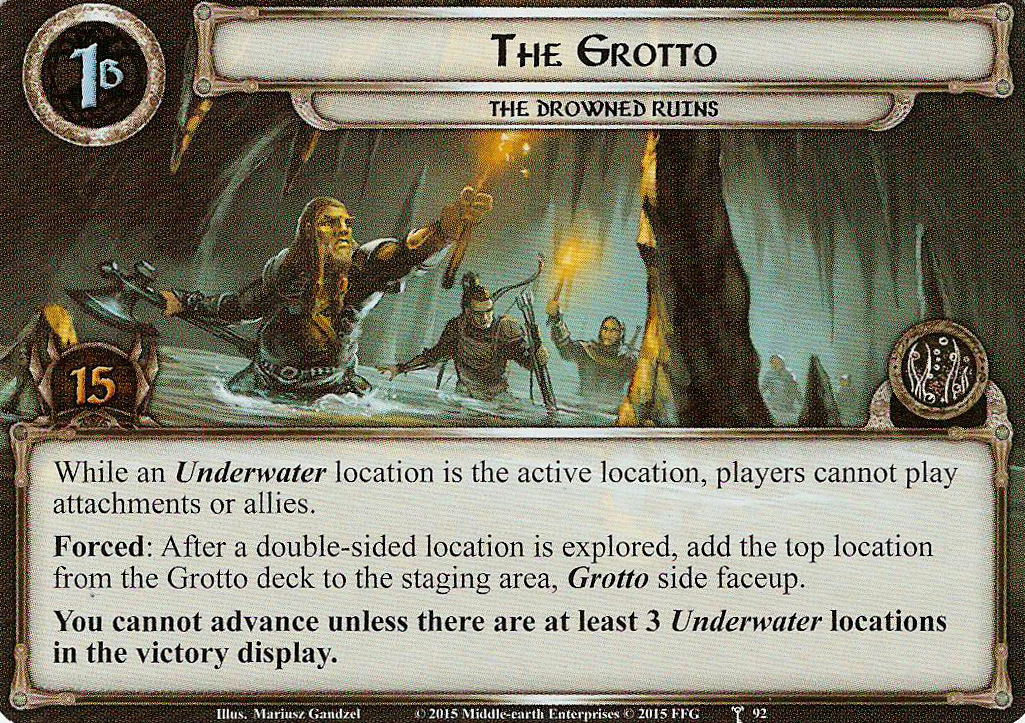 1B
The Grotto
The Drowned Ruins
15
While an Underwater location is the active location, players cannot play
attachments or allies.
Forced: After a double-sided location is explored, add the top location
from the Grotto deck to the staging area, Grotto side faceup.
You cannot advance unless there are at least 3 Underwater locations
in the victory display.
Illus. Mariusz Gandzel © 2015 Middle-earth Enterprises © 2015 FFG 92